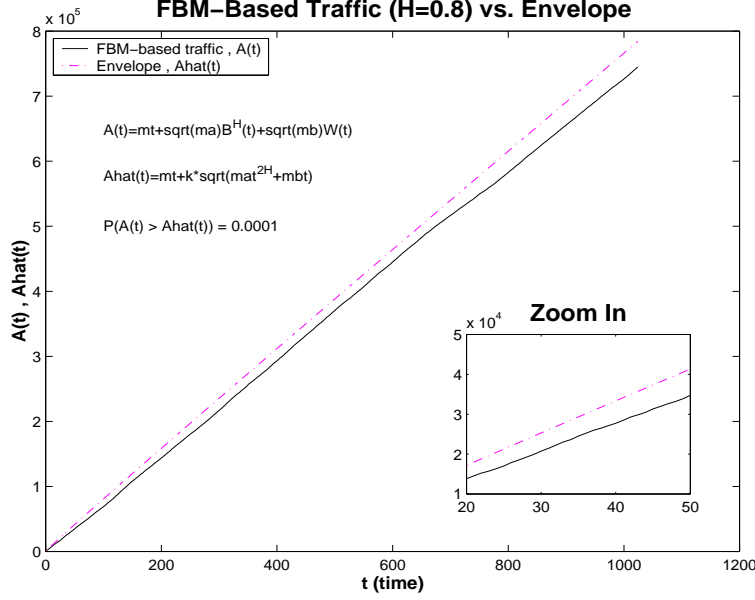 FBM−Based Traffic (H=0.8) vs. Envelope
x 10^5
FBM−based traffic , A(t)
Envelope , Ahat(t)
A(t)=mt+sqrt(ma)B^H(t)+sqrt(mb)W(t)
Ahat(t)=mt+k*sqrt(mat^2H+mbt)
P(A(t) > Ahat(t)) = 0.0001
8
7
6
5
4
3
2
1
0
A(t) , Ahat(t)
Zoom In
x 10^4
5
4
3
2
1
20 30 40 50
0 200 400 600 800 1000 1200
t (time)